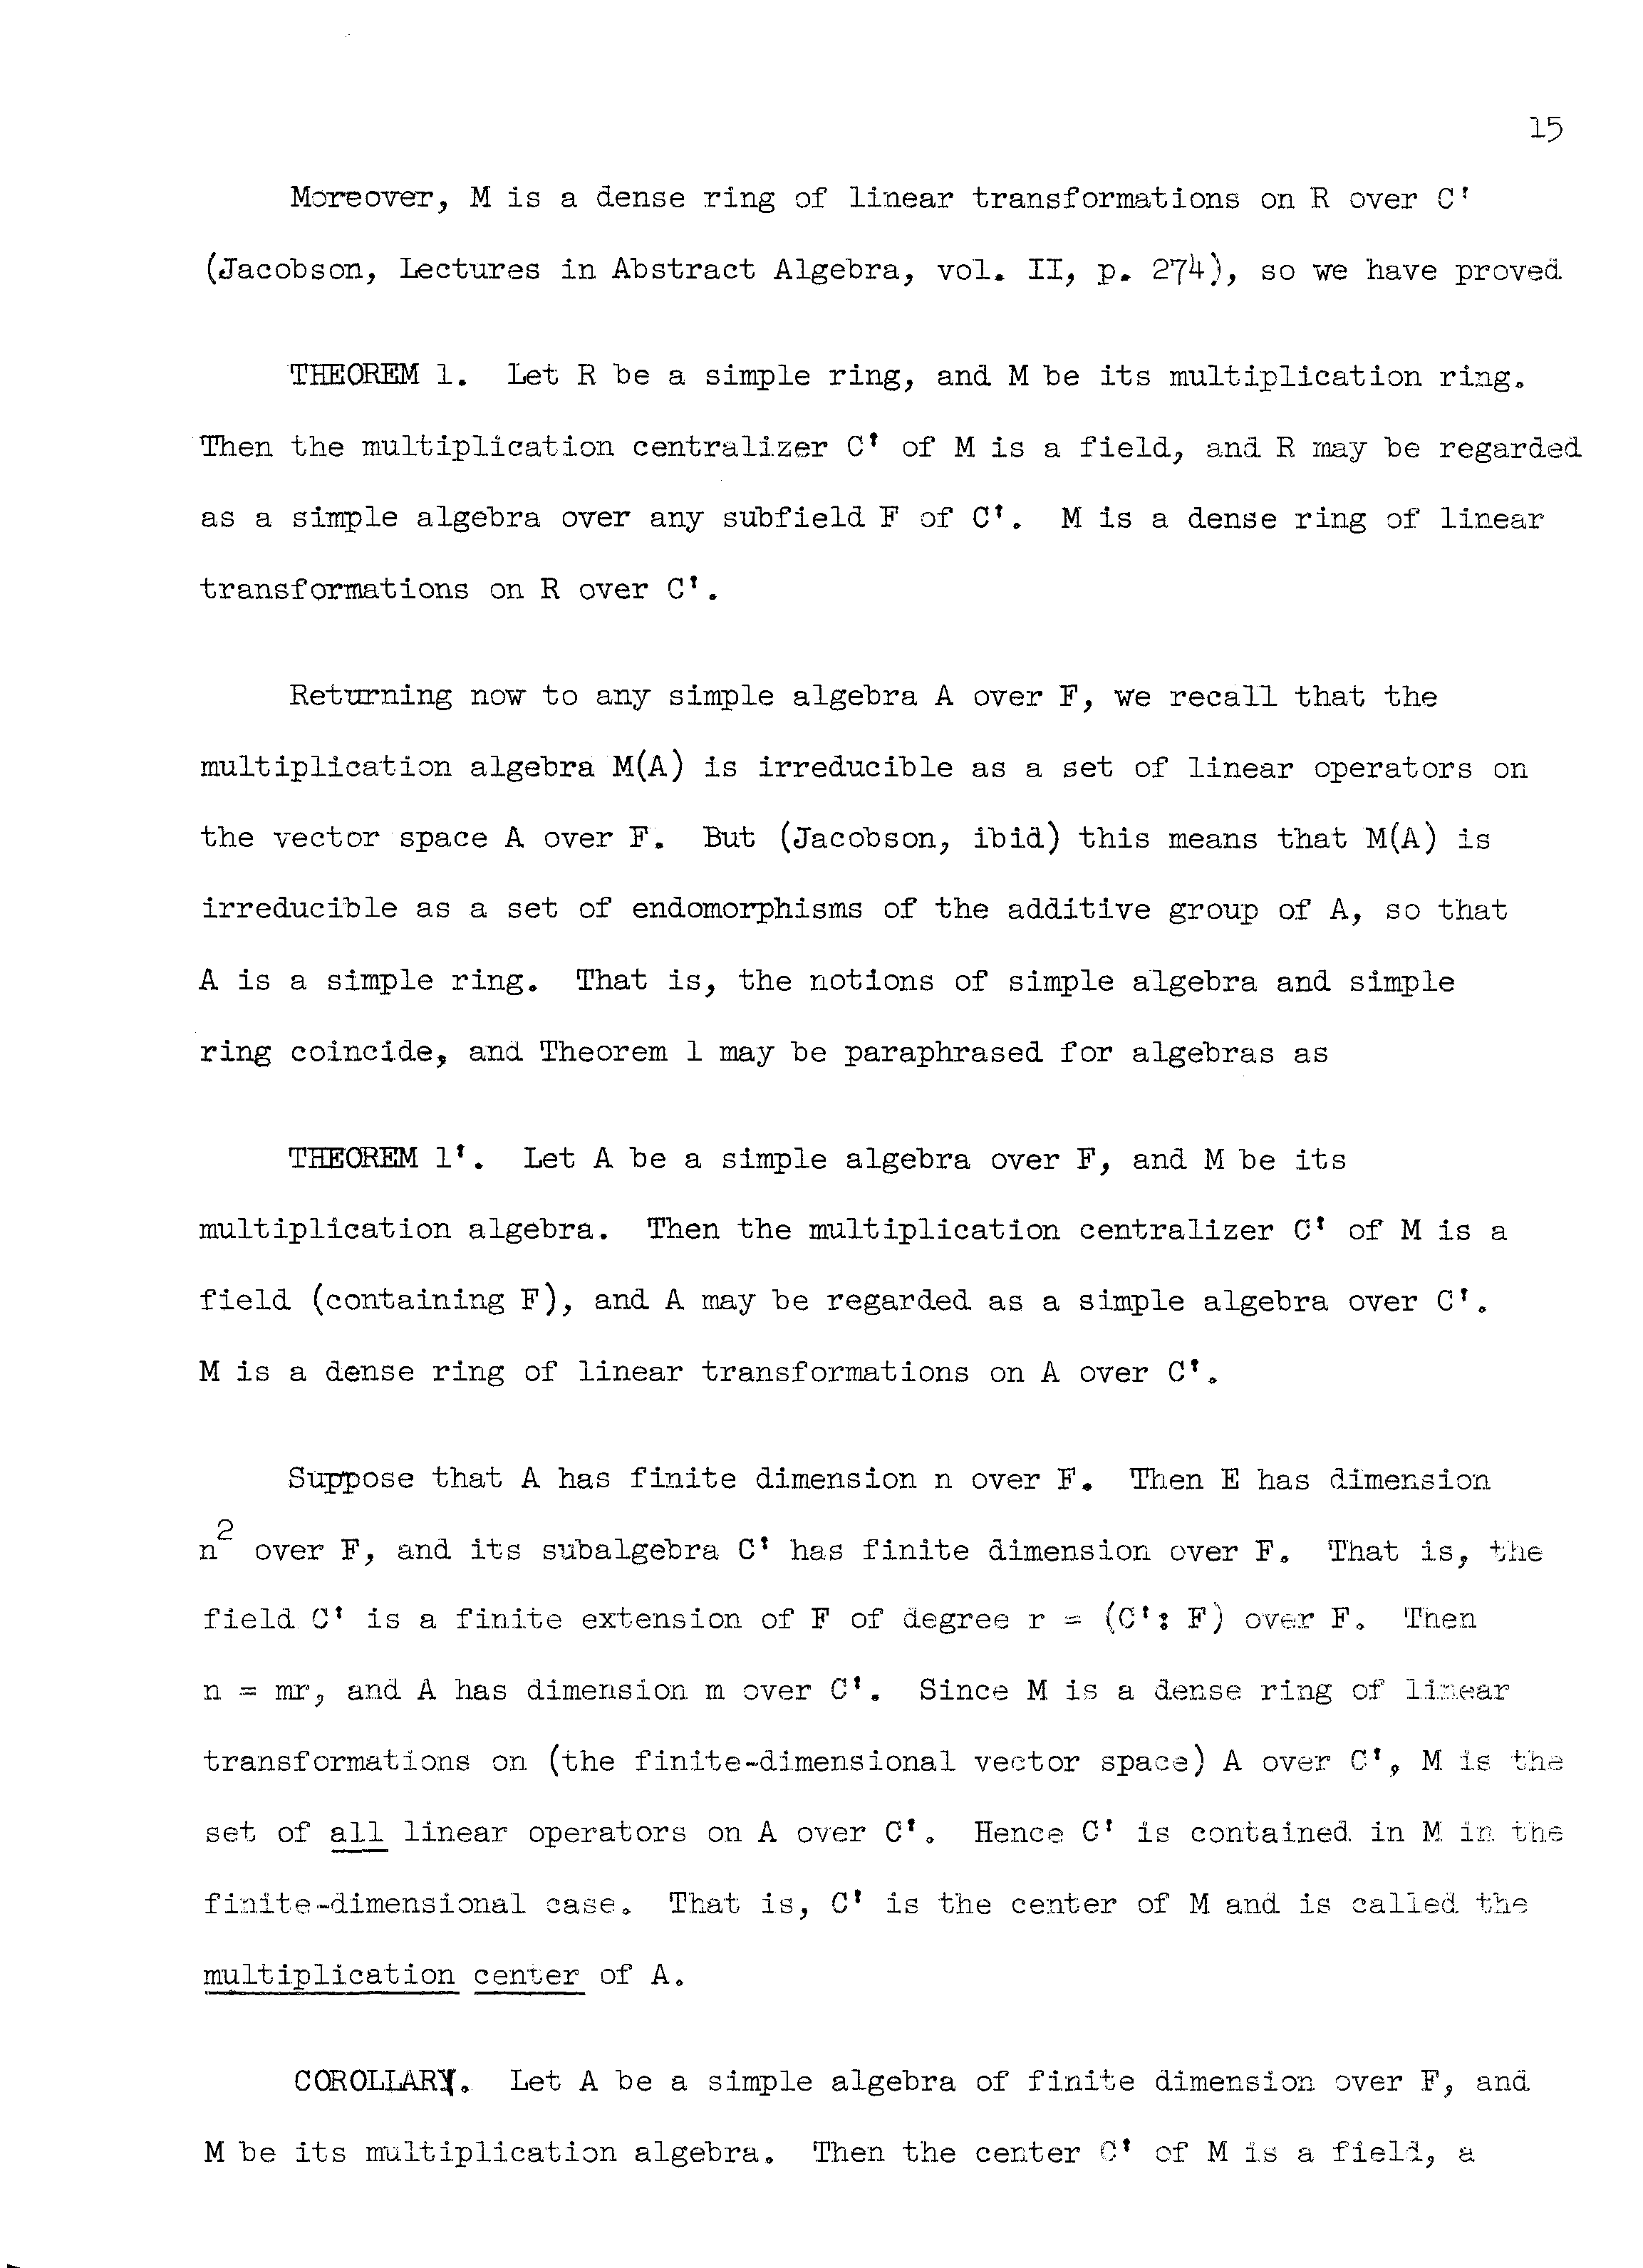 15
Moreover, M is a dense ring of linear transformations on R over C'
(Jacobson, Lectures in Abstract Algebra, vol. II, p. 274), so we have proved
THEOREM 1. Let R be a simple ring, and M be its multiplication ring.
Then the multiplication centralizer C' of M is a field, and R may be regarded
as a simple algebra over any subfield F of C'. M is a dense ring of linear
transformations on R over C'.
Returning now to any simple algebra A over F, we recall that the
multiplication algebra M(A) is irreducible as a set of linear operators on
the vector space A over F. But (Jacobson, ibid) this means that M(A) is
irreducible as a set of endomorphisms of the additive group of A, so that
A is a simple ring. That is, the notions of simple algebra and simple
ring coincide, and Theorem 1 may be paraphrased for algebras as
THEOREM 1'. Let A be a simple algebra over F, and M be its
multiplication algebra. Then the multiplication centralizer C' of M is a
field (containing F), and A may be regarded as a simple algebra over C'.
M is a dense ring of linear transformations on A over C'.
Suppose that A has finite dimension n over F. Then E has dimension
n² over F, and its subalgebra C' has finite dimension over F. That is, the
field C' is a finite extension of F of degree r = (C': F) over F. Then
n = mr, and A has dimension m over C'. Since M is a dense ring of linear
transformations on (the finite-dimensional vector space) A over C', M is the
set of all linear operators on A over C'. Hence C' is contained in M in the
finite-dimensional case. That is, C' is the center of M and is called the
multiplication center of A.
COROLLARY. Let A be a simple algebra of finite dimension over F, and
M be its multiplication algebra. Then the center C' of M is a field, a